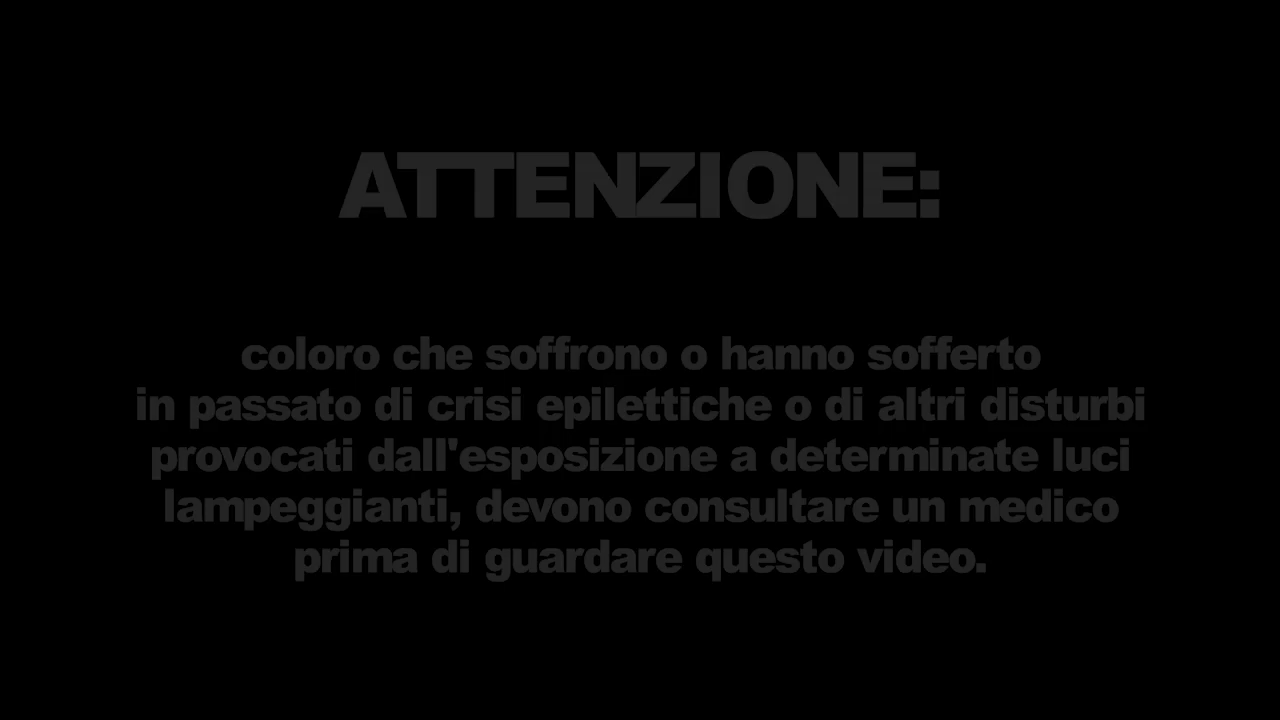 ATTENZIONE:
coloro che soffrono o hanno sofferto
in passato di crisi epilettiche o di altri disturbi
provocati dall'esposizione a determinate luci
lampeggianti, devono consultare un medico
prima di guardare questo video.